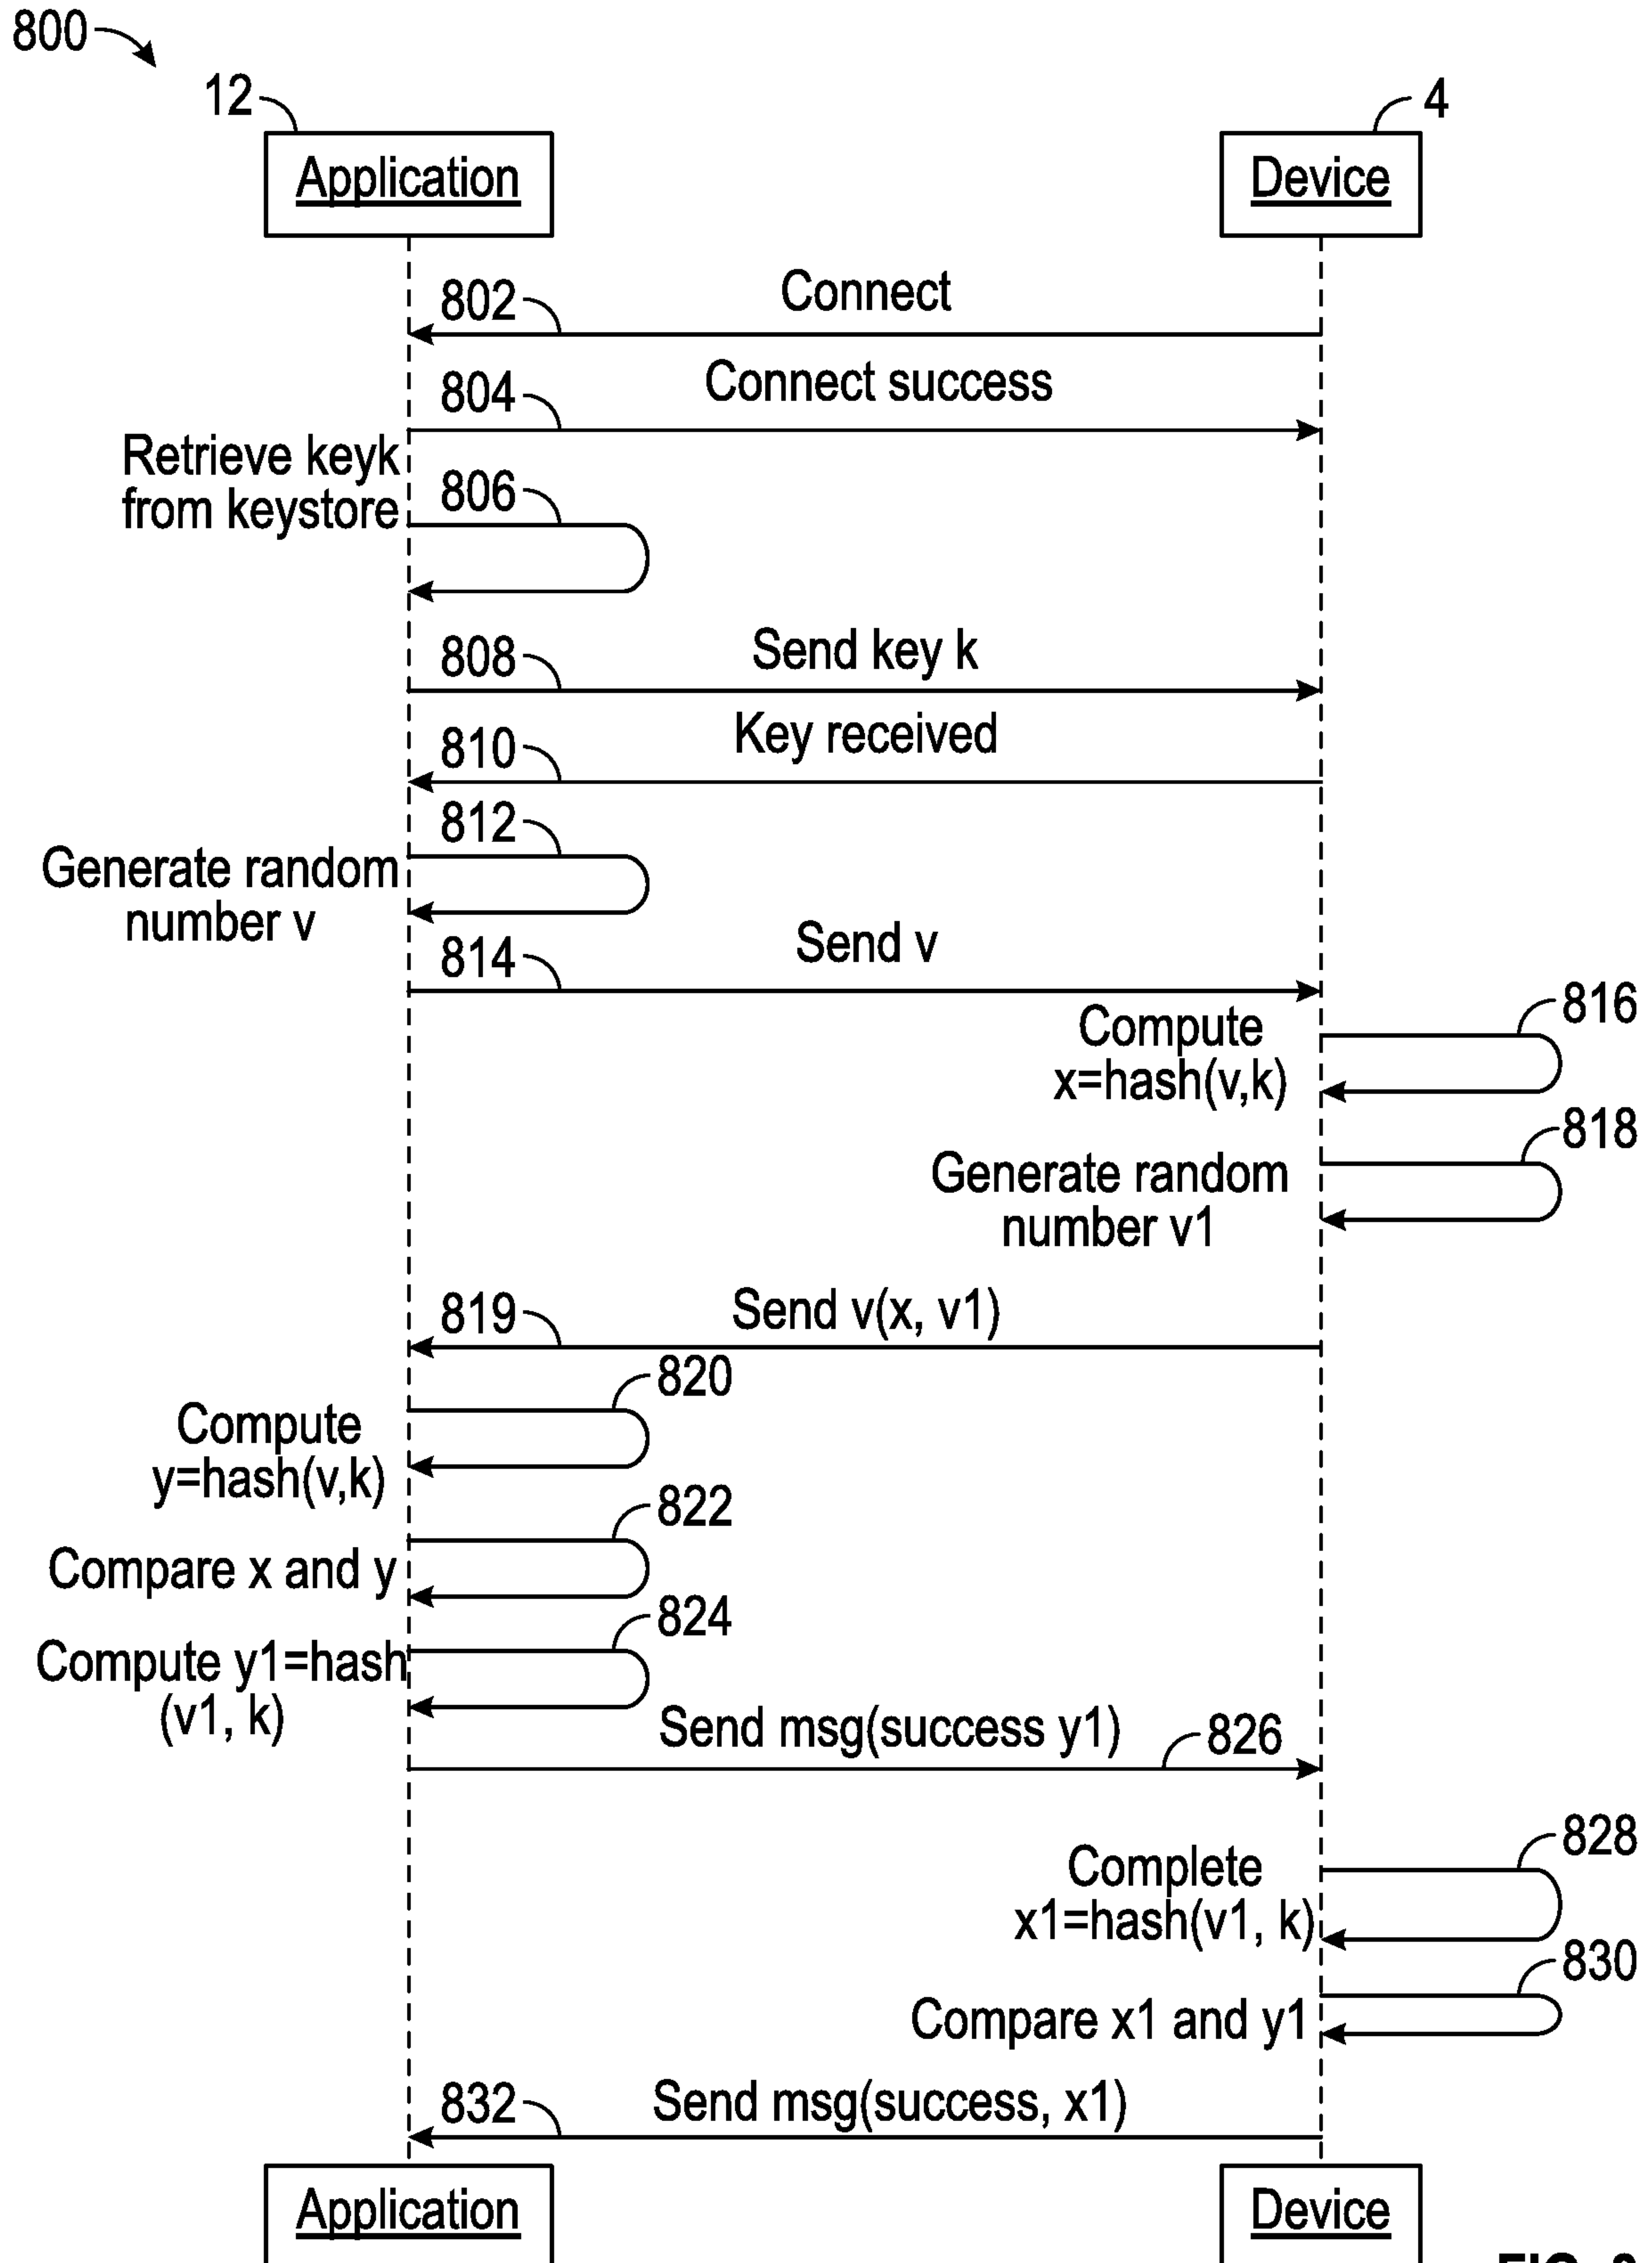 800
12
4
Application
Device
802
Connect
804
Connect success
Retrieve keyk
from keystore
806
808
Send key k
810
Key received
812
Generate random
number v
814
Send v
816
Compute
x=hash(v,k)
818
Generate random
number v1
819
Send v(x, v1)
820
Compute
y=hash(v,k)
822
Compare x and y
824
Compute y1=hash
(v1, k)
Send msg(success y1)
826
828
Complete
x1=hash(v1, k)
830
Compare x1 and y1
832
Send msg(success, x1)
Application
Device